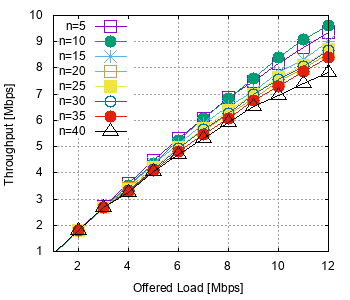 Throughput [Mbps]
10
9
8
7
6
5
4
3
2
1
n=5
n=10
n=15
n=20
n=25
n=30
n=35
n=40
2 4 6 8 10 12
Offered Load [Mbps]